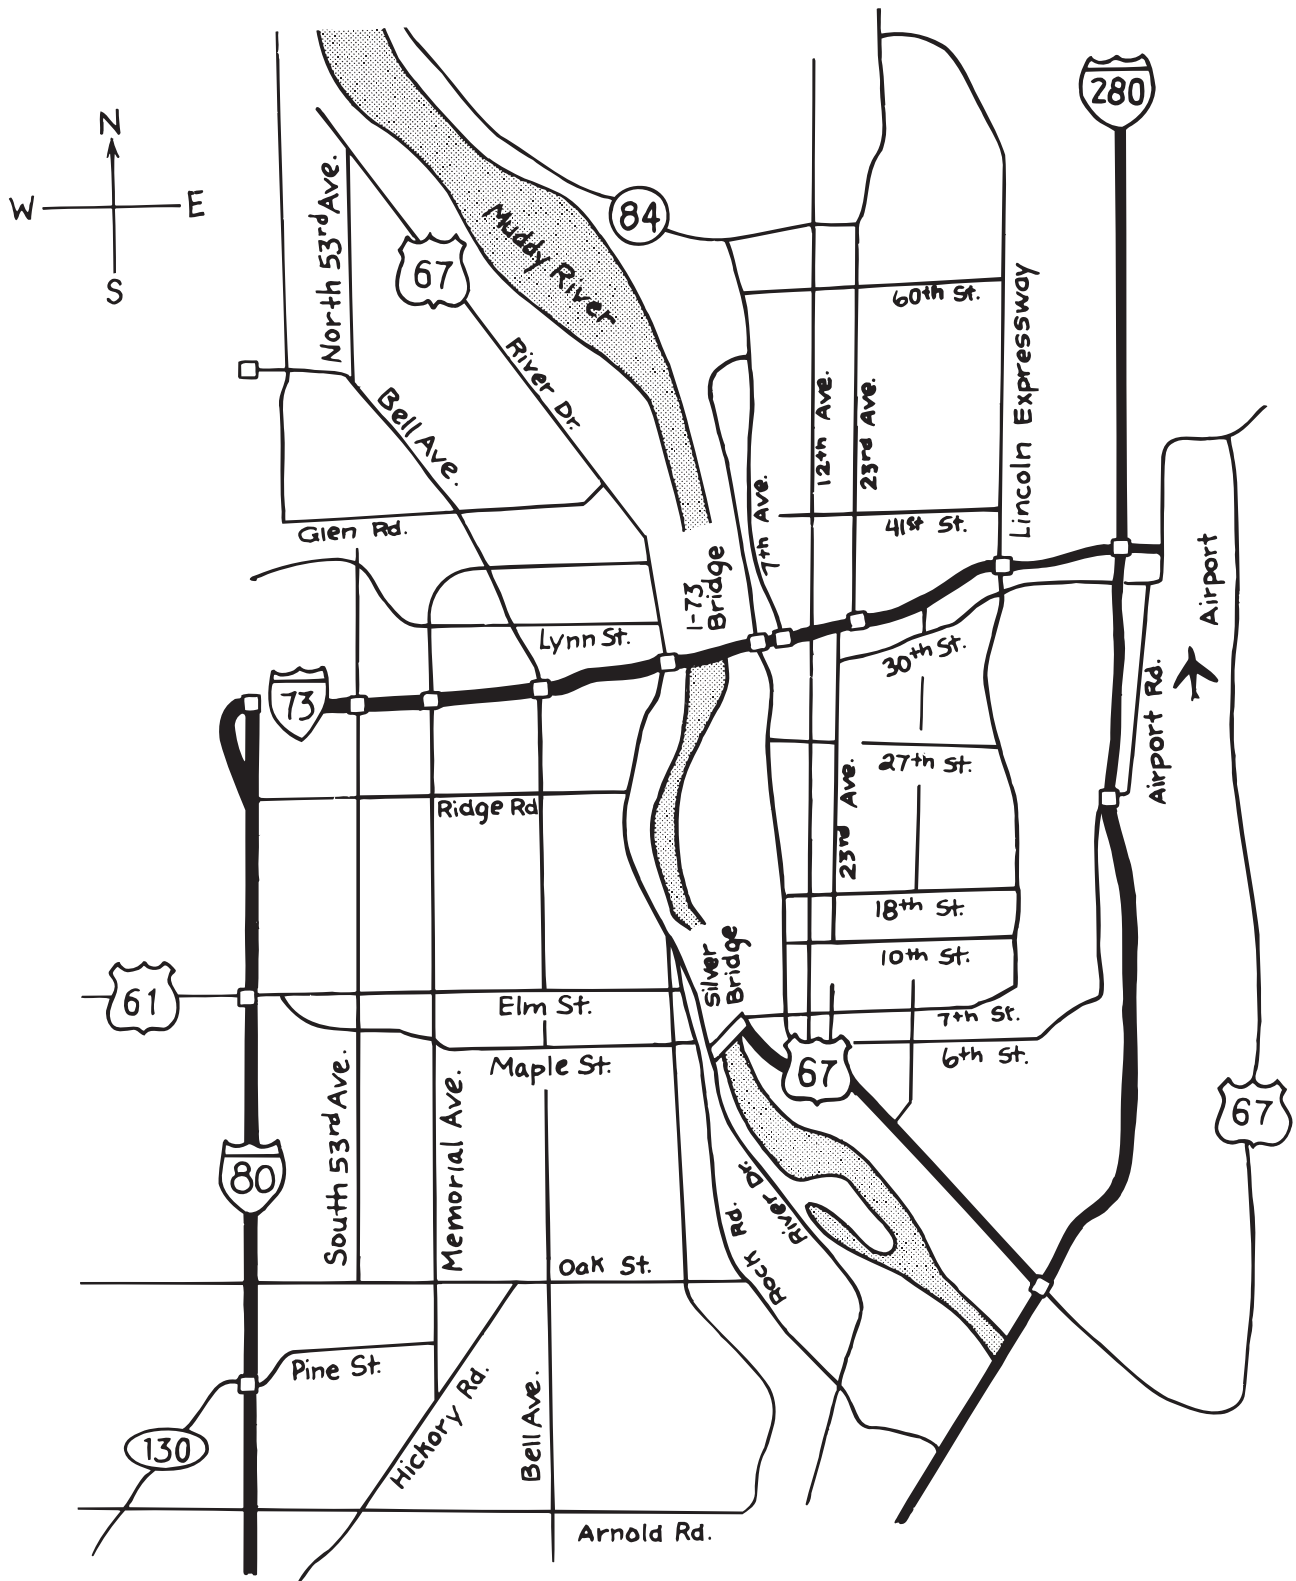 280
N
W
E
S
84
67
North 53rd Ave.
Muddy River
60th St.
Lincoln Expressway
River Dr.
Bell Ave.
12th Ave.
23rd Ave.
7th Ave.
41st St.
Glen Rd.
I-73
Bridge
Airport
Lynn St.
30th St.
73
Airport Rd.
27th St.
23rd Ave.
Ridge Rd
18th St.
Silver
Bridge
10th St.
61
Elm St.
7th St.
6th St.
Maple St.
67
67
South 53rd Ave.
Memorial Ave.
80
River Dr.
Rock Rd.
Oak St.
Pine St.
Hickory Rd.
Bell Ave.
130
Arnold Rd.